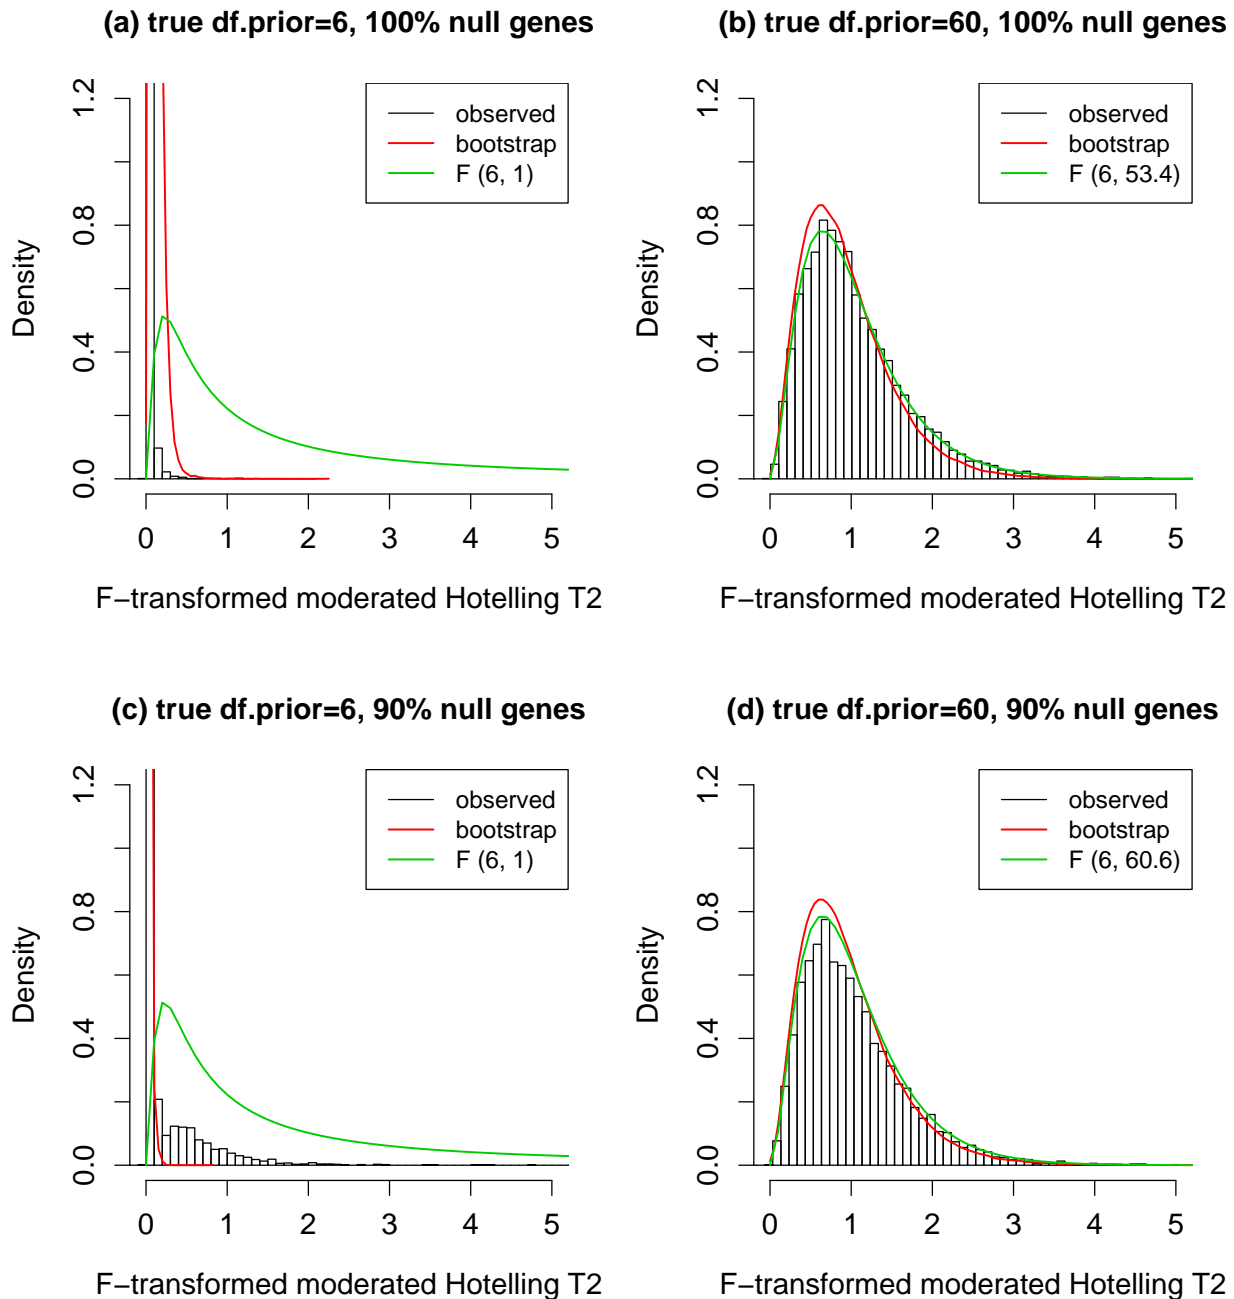 (a) true df.prior=6, 100% null genes
observed
bootstrap
F (6, 1)
Density
0.0 0.4 0.8 1.2
0 1 2 3 4 5
F−transformed moderated Hotelling T2
(b) true df.prior=60, 100% null genes
observed
bootstrap
F (6, 53.4)
Density
0.0 0.4 0.8 1.2
0 1 2 3 4 5
F−transformed moderated Hotelling T2
(c) true df.prior=6, 90% null genes
observed
bootstrap
F (6, 1)
Density
0.0 0.4 0.8 1.2
0 1 2 3 4 5
F−transformed moderated Hotelling T2
(d) true df.prior=60, 90% null genes
observed
bootstrap
F (6, 60.6)
Density
0.0 0.4 0.8 1.2
0 1 2 3 4 5
F−transformed moderated Hotelling T2